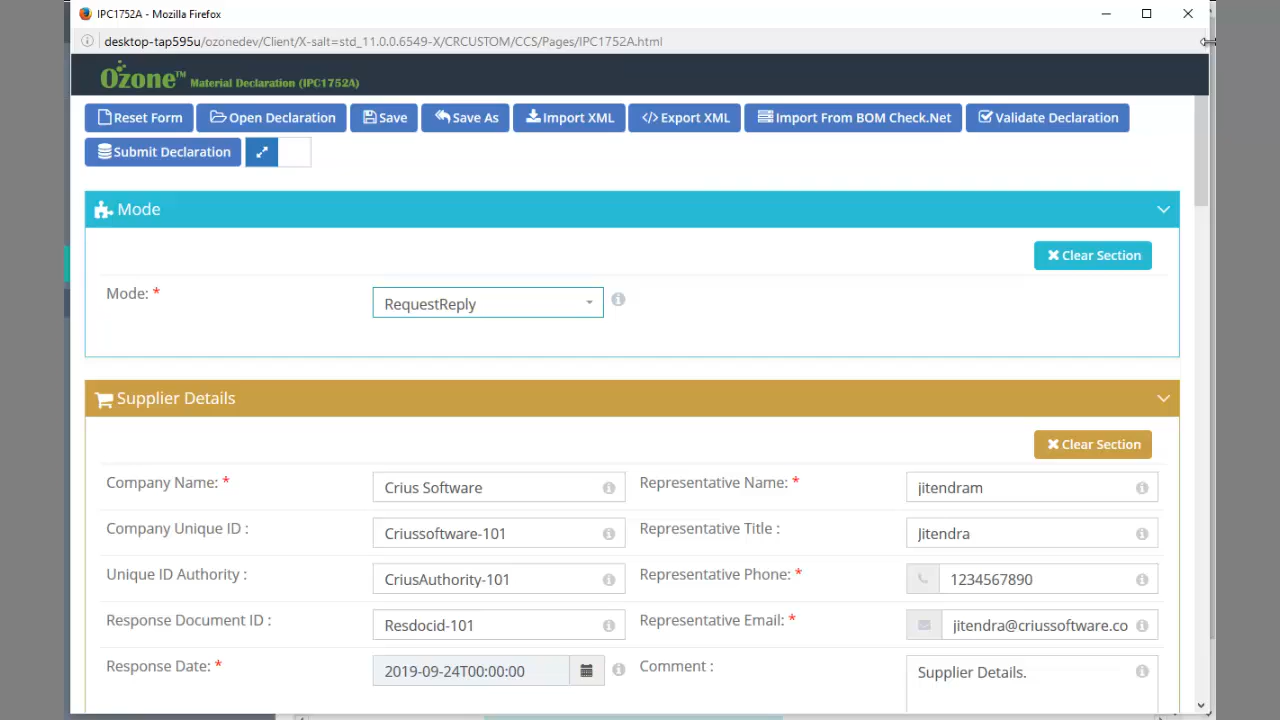 IPC1752A - Mozilla Firefox
desktop-tap595u/ozonedev/Client/X-salt=std_11.0.0.6549-X/CRCUSTOM/CCS/Pages/IPC1752A.html
Ozone™ Material Declaration (IPC1752A)
Reset Form Open Declaration Save Save As Import XML </> Export XML Import From BOM Check.Net Validate Declaration
Submit Declaration
Mode
Clear Section
Mode: * RequestReply
Supplier Details
Clear Section
Company Name: * Crius Software Representative Name: * jitendram
Company Unique ID : Criussoftware-101 Representative Title : Jitendra
Unique ID Authority : CriusAuthority-101 Representative Phone: * 1234567890
Response Document ID : Resdocid-101 Representative Email: * jitendra@criussoftware.co
Response Date: * 2019-09-24T00:00:00 Comment : Supplier Details.